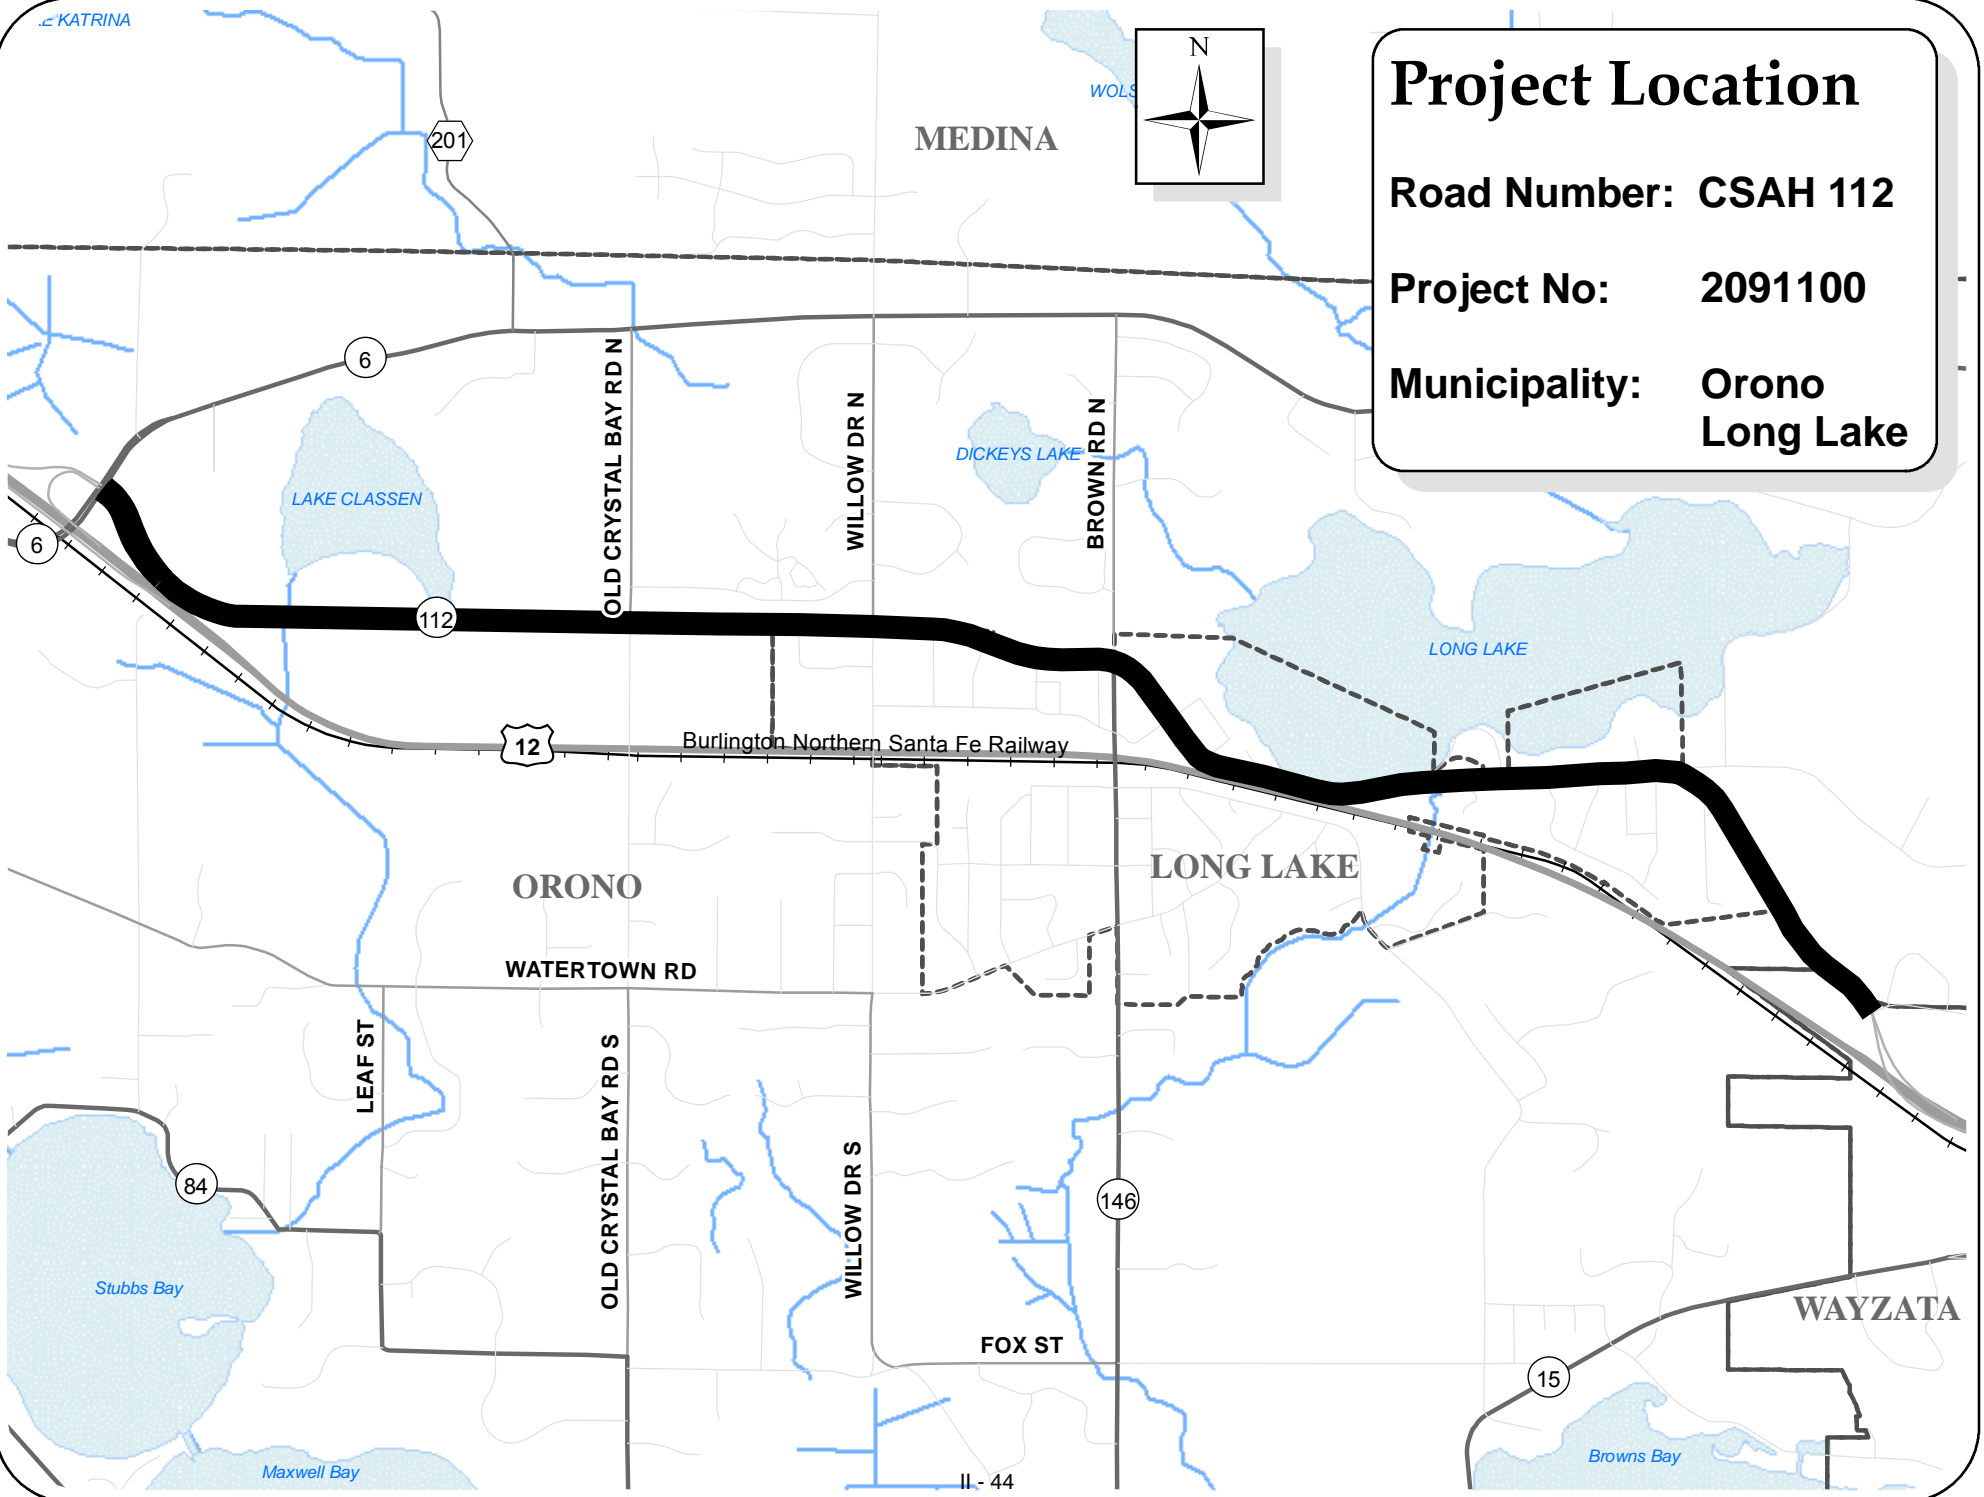 KATRINA
N
Project Location
WOLS
201
MEDINA
Road Number: CSAH 112
Project No: 2091100
Municipality: Orono
Long Lake
6
OLD CRYSTAL BAY RD N
WILLOW DR N
BROWN RD N
DICKEYS LAKE
LAKE CLASSEN
6
112
LONG LAKE
12
Burlington Northern Santa Fe Railway
LONG LAKE
ORONO
WATERTOWN RD
LEAF ST
OLD CRYSTAL BAY RD S
WILLOW DR S
84
146
Stubbs Bay
WAYZATA
FOX ST
15
Browns Bay
Maxwell Bay
II - 44